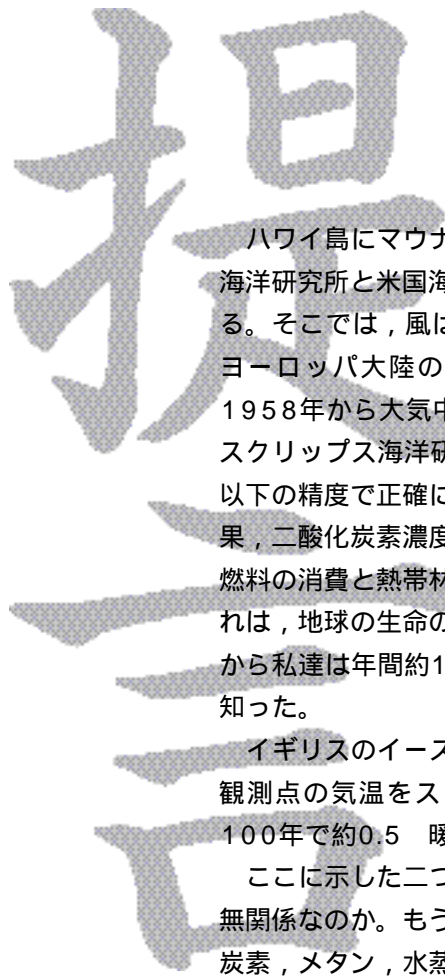 提言
ハワイ島にマウナ
海洋研究所と米国海
る。そこでは，風は
ヨーロッパ大陸の
1958年から大気中
スクリップス海洋研
以下の精度で正確に
果，二酸化炭素濃度
燃料の消費と熱帯林
れは，地球の生命の
から私達は年間約1
知った。
イギリスのイース
観測点の気温をス
100年で約0.5　暖
ここに示した二つ
無関係なのか。もう
炭素，メタン，水蒸